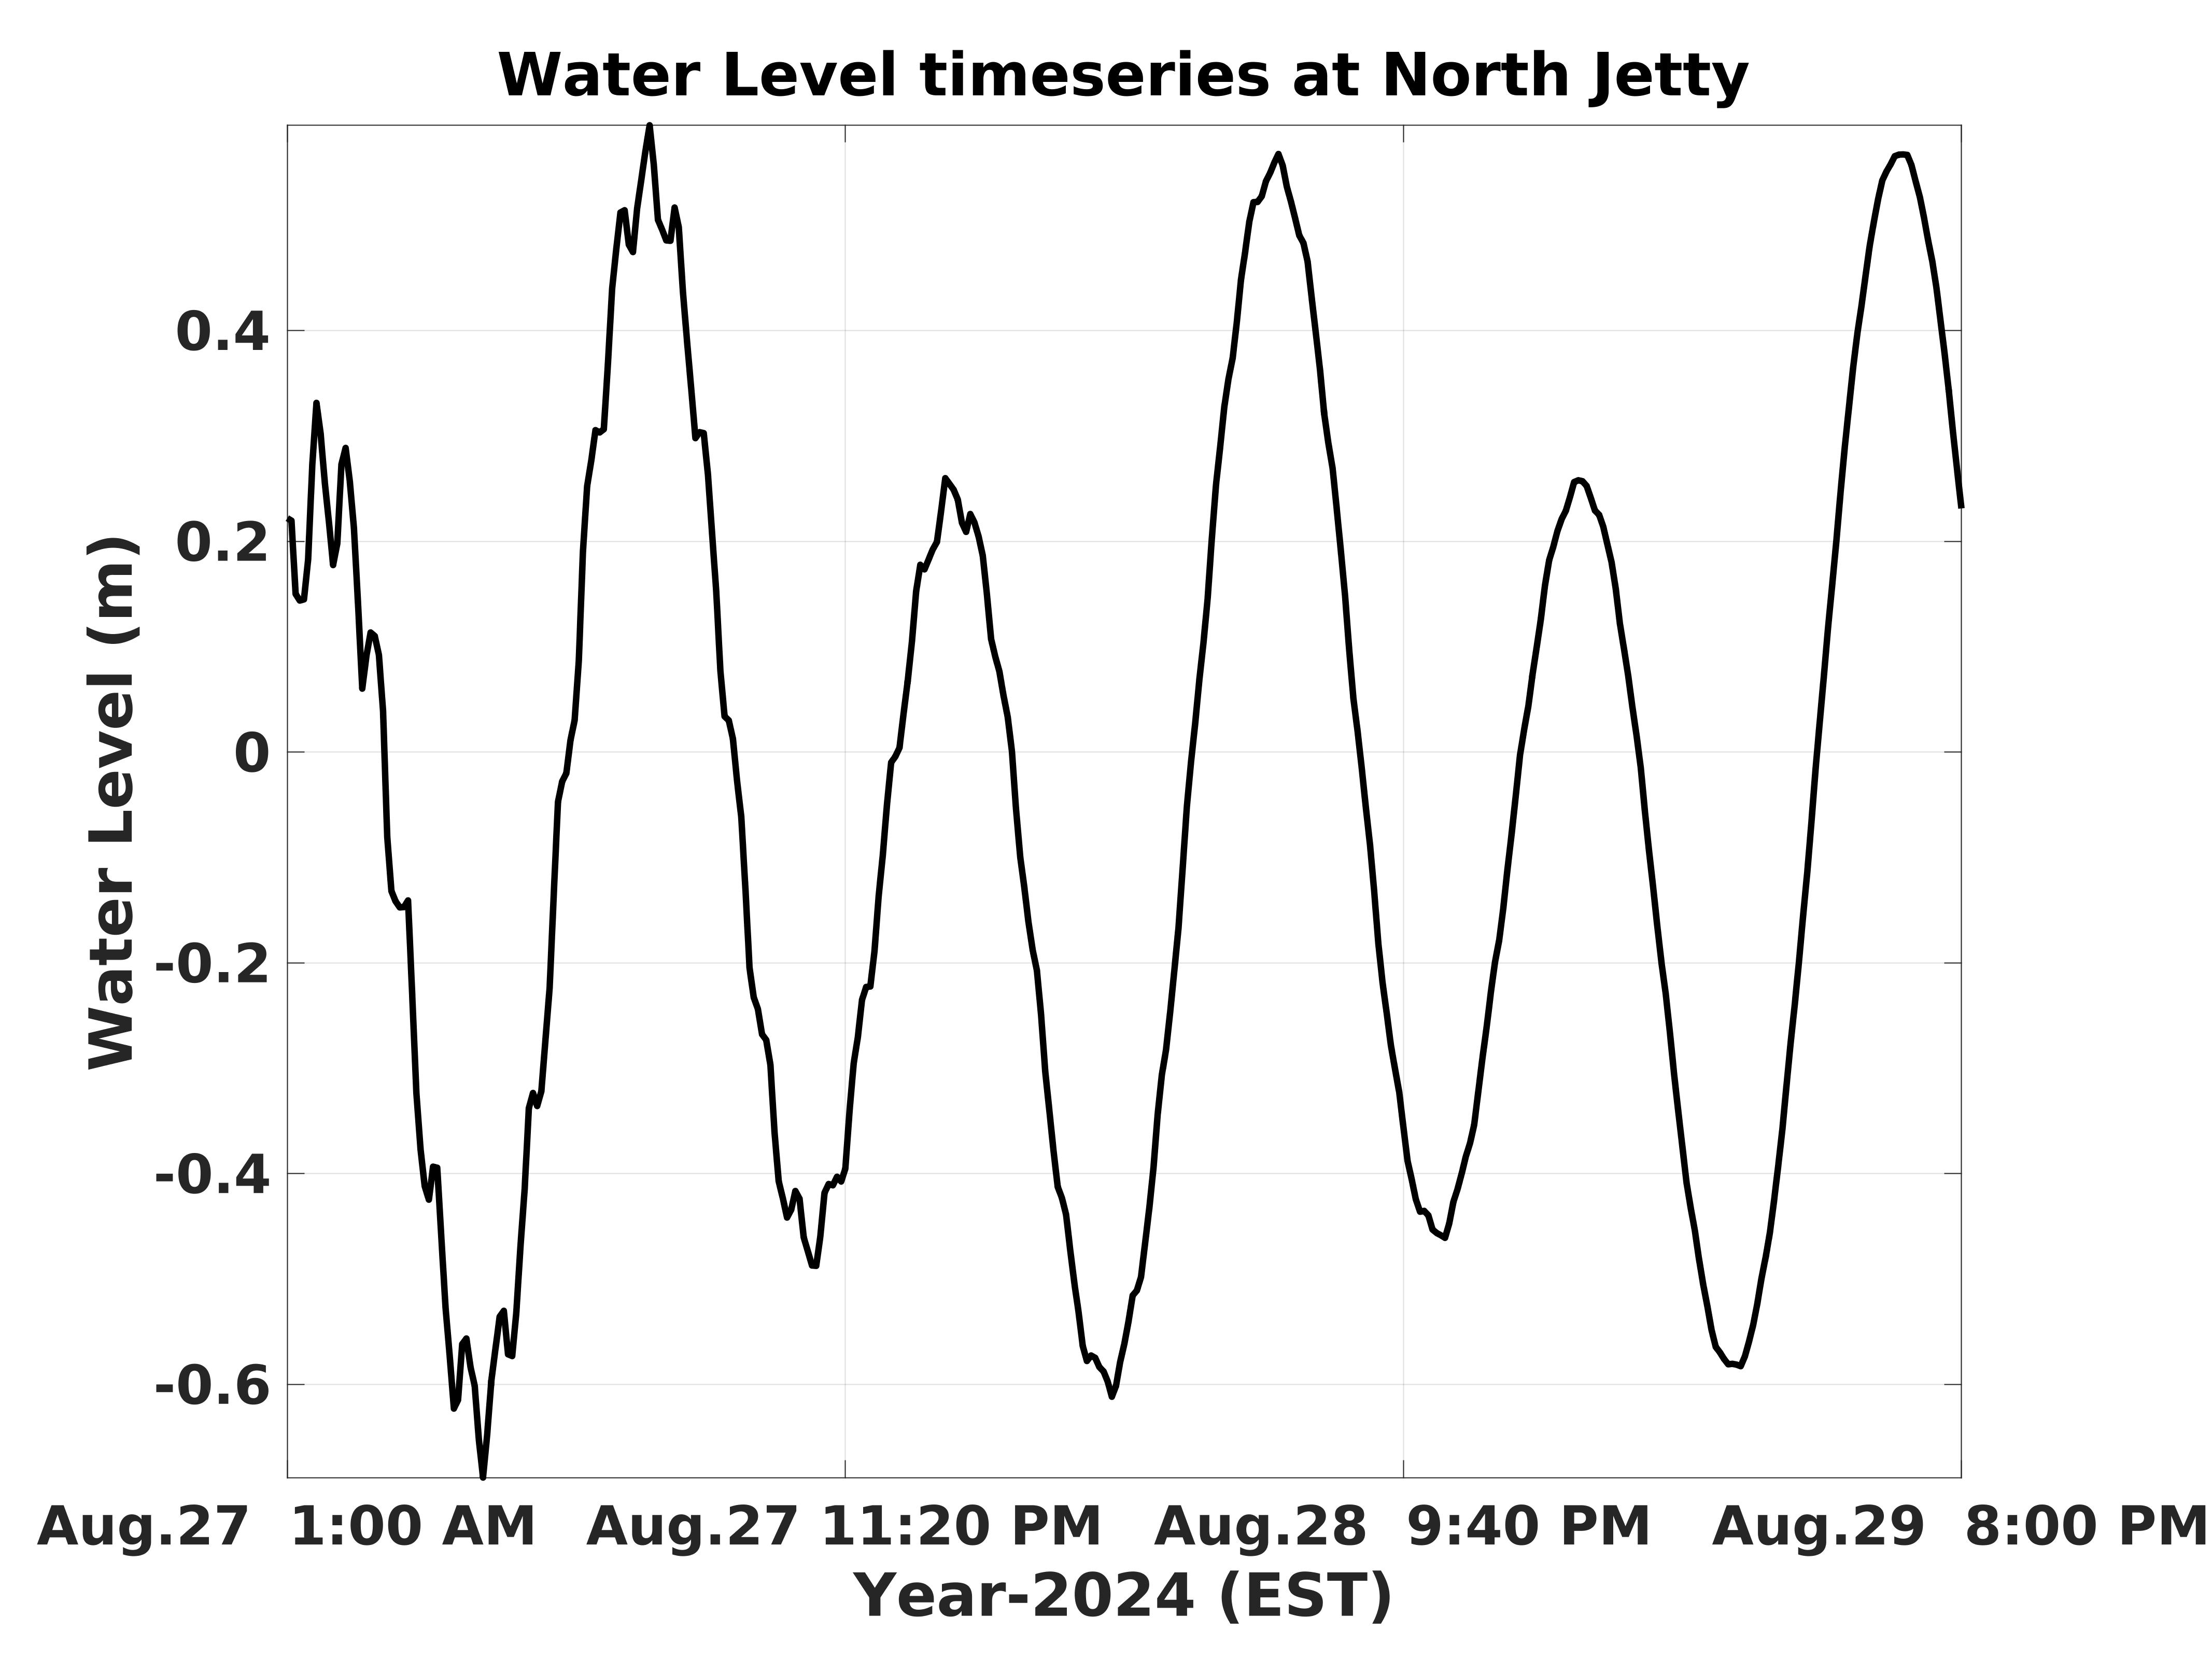 Water Level timeseries at North Jetty
Water Level (m)
0.4
0.2
0
-0.2
-0.4
-0.6
Aug.27  1:00 AM Aug.27 11:20 PM Aug.28  9:40 PM Aug.29  8:00 PM
Year-2024 (EST)